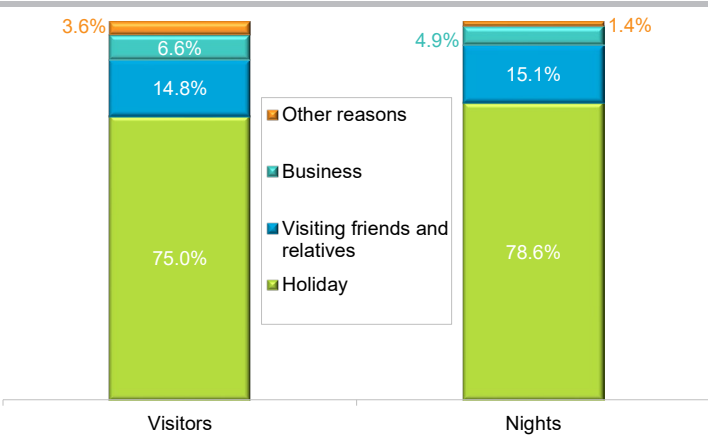 3.6%
1.4%
6.6%
4.9%
14.8%
15.1%
Other reasons
Business
Visiting friends and
relatives
Holiday
75.0%
78.6%
Visitors
Nights